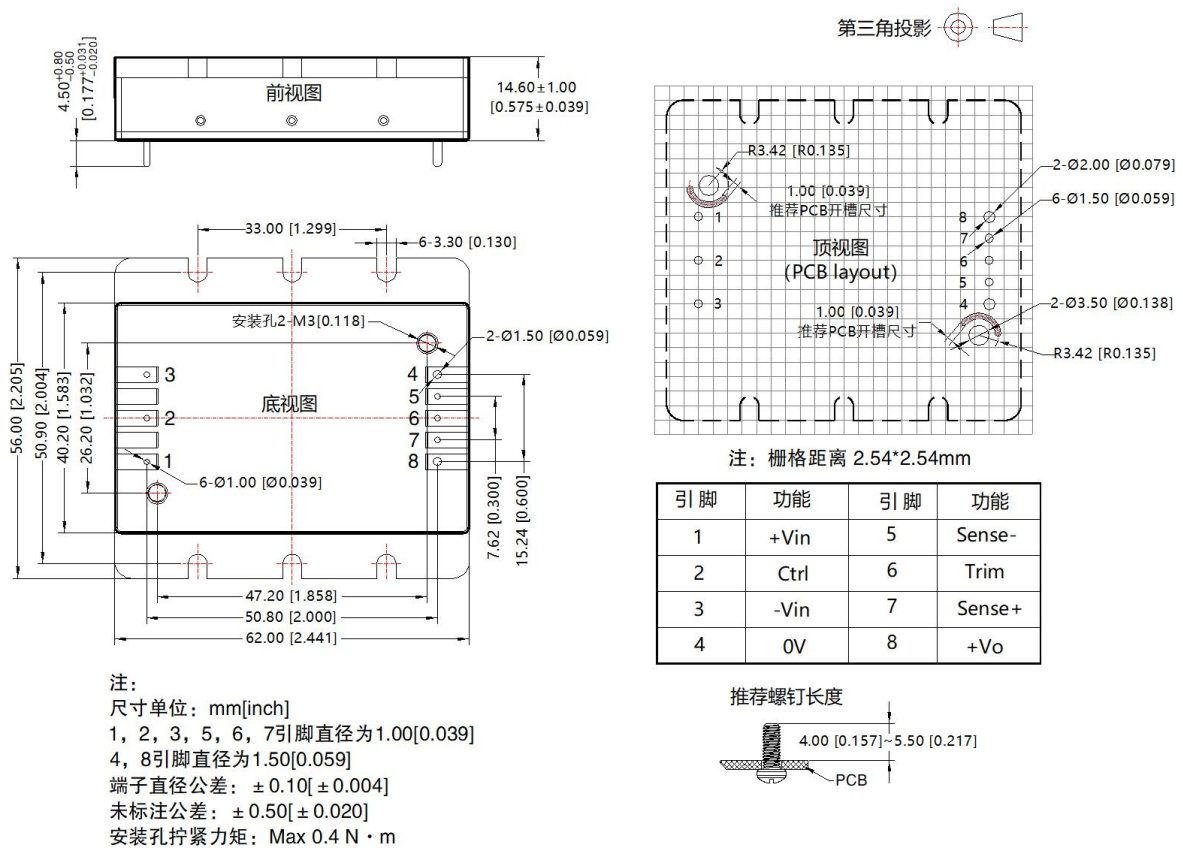 第三角投影
4.50+0.80 -0.50
[0.177+0.031 -0.020]
前视图
14.60±1.00
[0.575±0.039]
33.00 [1.299]
6-3.30 [0.130]
安装孔2-M3[0.118]
2-Ø1.50 [Ø0.059]
3
2
1
底视图
4
5
6
7
8
6-Ø1.00 [Ø0.039]
56.00 [2.205]
50.90 [2.004]
40.20 [1.583]
26.20 [1.032]
7.62 [0.300]
15.24 [0.600]
47.20 [1.858]
50.80 [2.000]
62.00 [2.441]
R3.42 [R0.135]
1.00 [0.039]
推荐PCB开槽尺寸
1
2
3
顶视图
(PCB layout)
8
7
6
5
4
2-Ø2.00 [Ø0.079]
6-Ø1.50 [Ø0.059]
1.00 [0.039]
推荐PCB开槽尺寸
2-Ø3.50 [Ø0.138]
R3.42 [R0.135]
注：栅格距离 2.54*2.54mm
引脚 功能 引脚 功能
1 +Vin 5 Sense-
2 Ctrl 6 Trim
3 -Vin 7 Sense+
4 0V 8 +Vo
推荐螺钉长度
4.00 [0.157]~5.50 [0.217]
PCB
注：
尺寸单位：mm[inch]
1，2，3，5，6，7引脚直径为1.00[0.039]
4，8引脚直径为1.50[0.059]
端子直径公差：±0.10[±0.004]
未标注公差：±0.50[±0.020]
安装孔拧紧力矩：Max 0.4 N·m